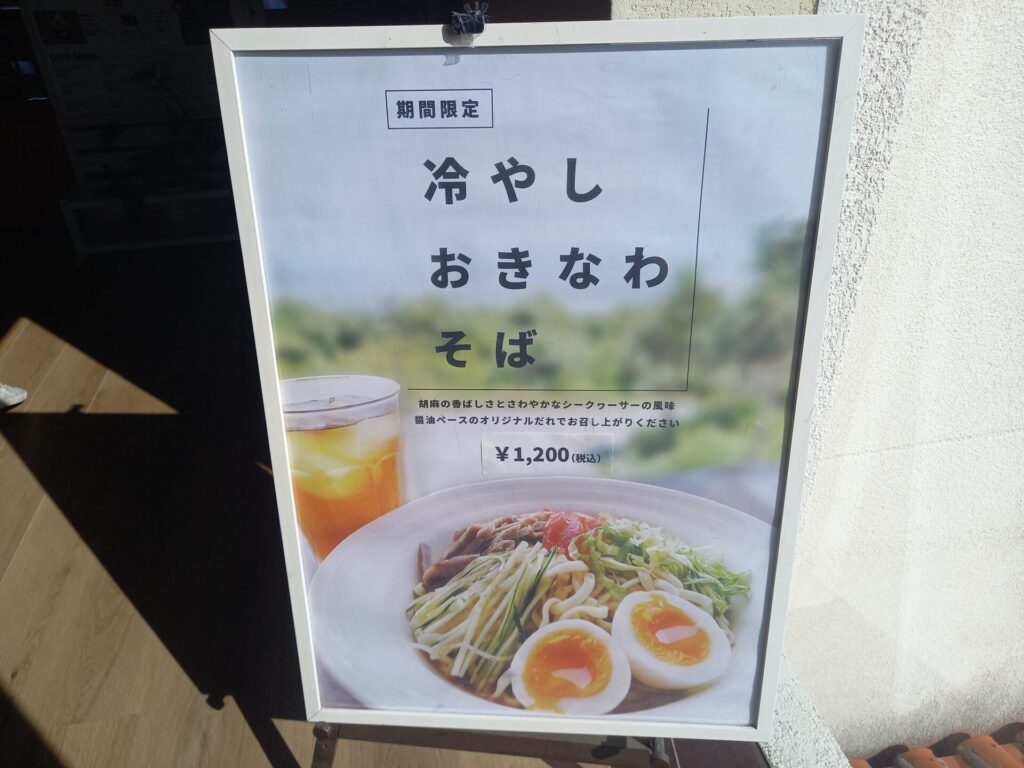 Drink Menu
期間限定
冷やし
おきなわ
そば
胡麻の香ばしさとさわやかなシークヮーサーの風味
醤油ベースのオリジナルだれでお召し上がりください
¥1,200(税込)